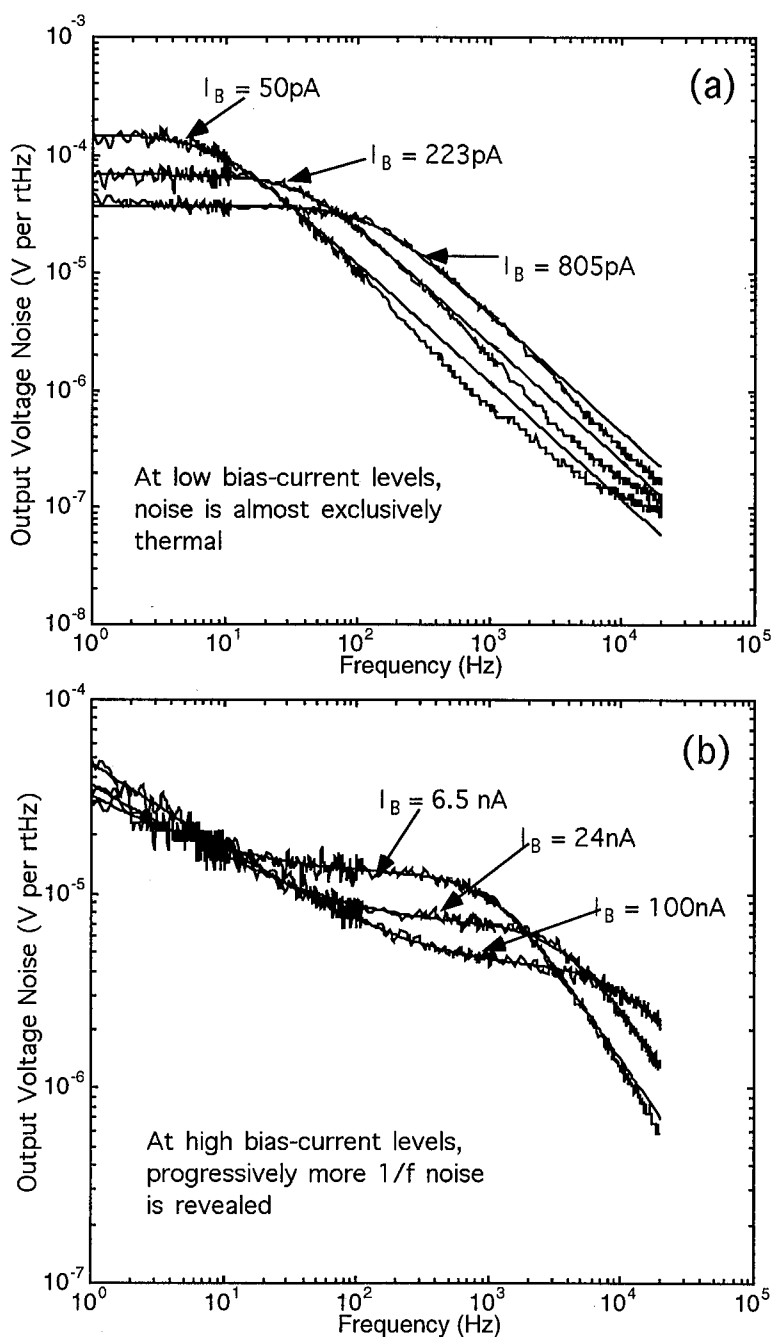 (a)
10⁻³
I_B = 50pA
10⁻⁴
I_B = 223pA
10⁻⁵
I_B = 805pA
10⁻⁶
At low bias-current levels,
noise is almost exclusively
thermal
10⁻⁷
10⁻⁸
Output Voltage Noise (V per rtHz)
10⁰ 10¹ 10² 10³ 10⁴ 10⁵
Frequency (Hz)
(b)
10⁻⁴
I_B = 6.5 nA
I_B = 24nA
10⁻⁵
I_B = 100nA
10⁻⁶
At high bias-current levels,
progressively more 1/f noise
is revealed
10⁻⁷
Output Voltage Noise (V per rtHz)
10⁰ 10¹ 10² 10³ 10⁴ 10⁵
Frequency (Hz)